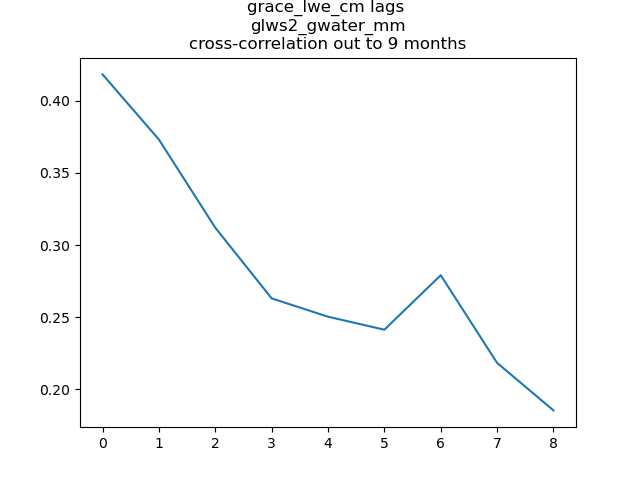 grace_lwe_cm lags
glws2_gwater_mm
cross-correlation out to 9 months
0.40
0.35
0.30
0.25
0.20
0 1 2 3 4 5 6 7 8